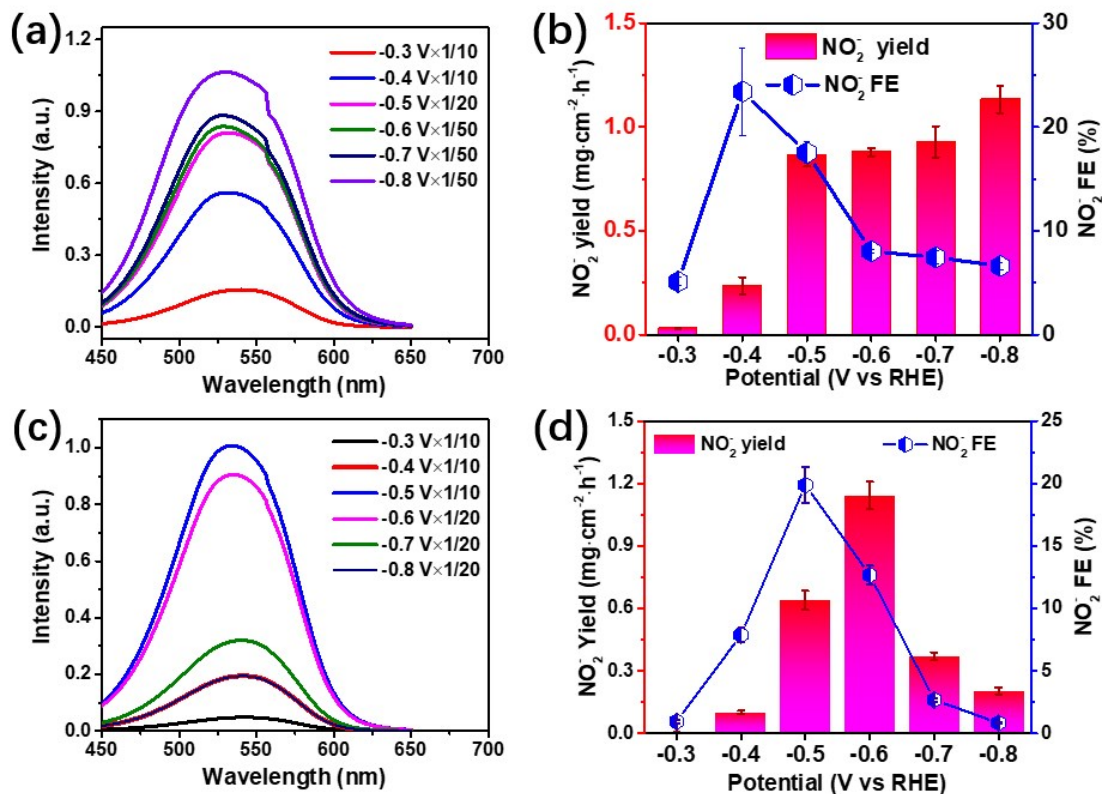 (a)
1.2
0.9
0.6
0.3
0.0
Intensity (a.u.)
-0.3 V×1/10
-0.4 V×1/10
-0.5 V×1/20
-0.6 V×1/50
-0.7 V×1/50
-0.8 V×1/50
450 500 550 600 650 700
Wavelength (nm)
(b)
1.5
1.0
0.5
0.0
NO₂⁻ yield (mg·cm⁻²·h⁻¹)
NO₂⁻ yield
NO₂⁻ FE
30
20
10
0
NO₂⁻ FE (%)
-0.3 -0.4 -0.5 -0.6 -0.7 -0.8
Potential (V vs RHE)
(c)
1.0
0.8
0.6
0.4
0.2
0.0
Intensity (a.u.)
-0.3 V×1/10
-0.4 V×1/10
-0.5 V×1/10
-0.6 V×1/20
-0.7 V×1/20
-0.8 V×1/20
450 500 550 600 650 700
Wavelength (nm)
(d)
1.5
1.2
0.9
0.6
0.3
0.0
NO₂⁻ Yield (mg·cm⁻²·h⁻¹)
NO₂⁻ yield
NO₂⁻ FE
25
20
15
10
5
0
NO₂⁻ FE (%)
-0.3 -0.4 -0.5 -0.6 -0.7 -0.8
Potential (V vs RHE)